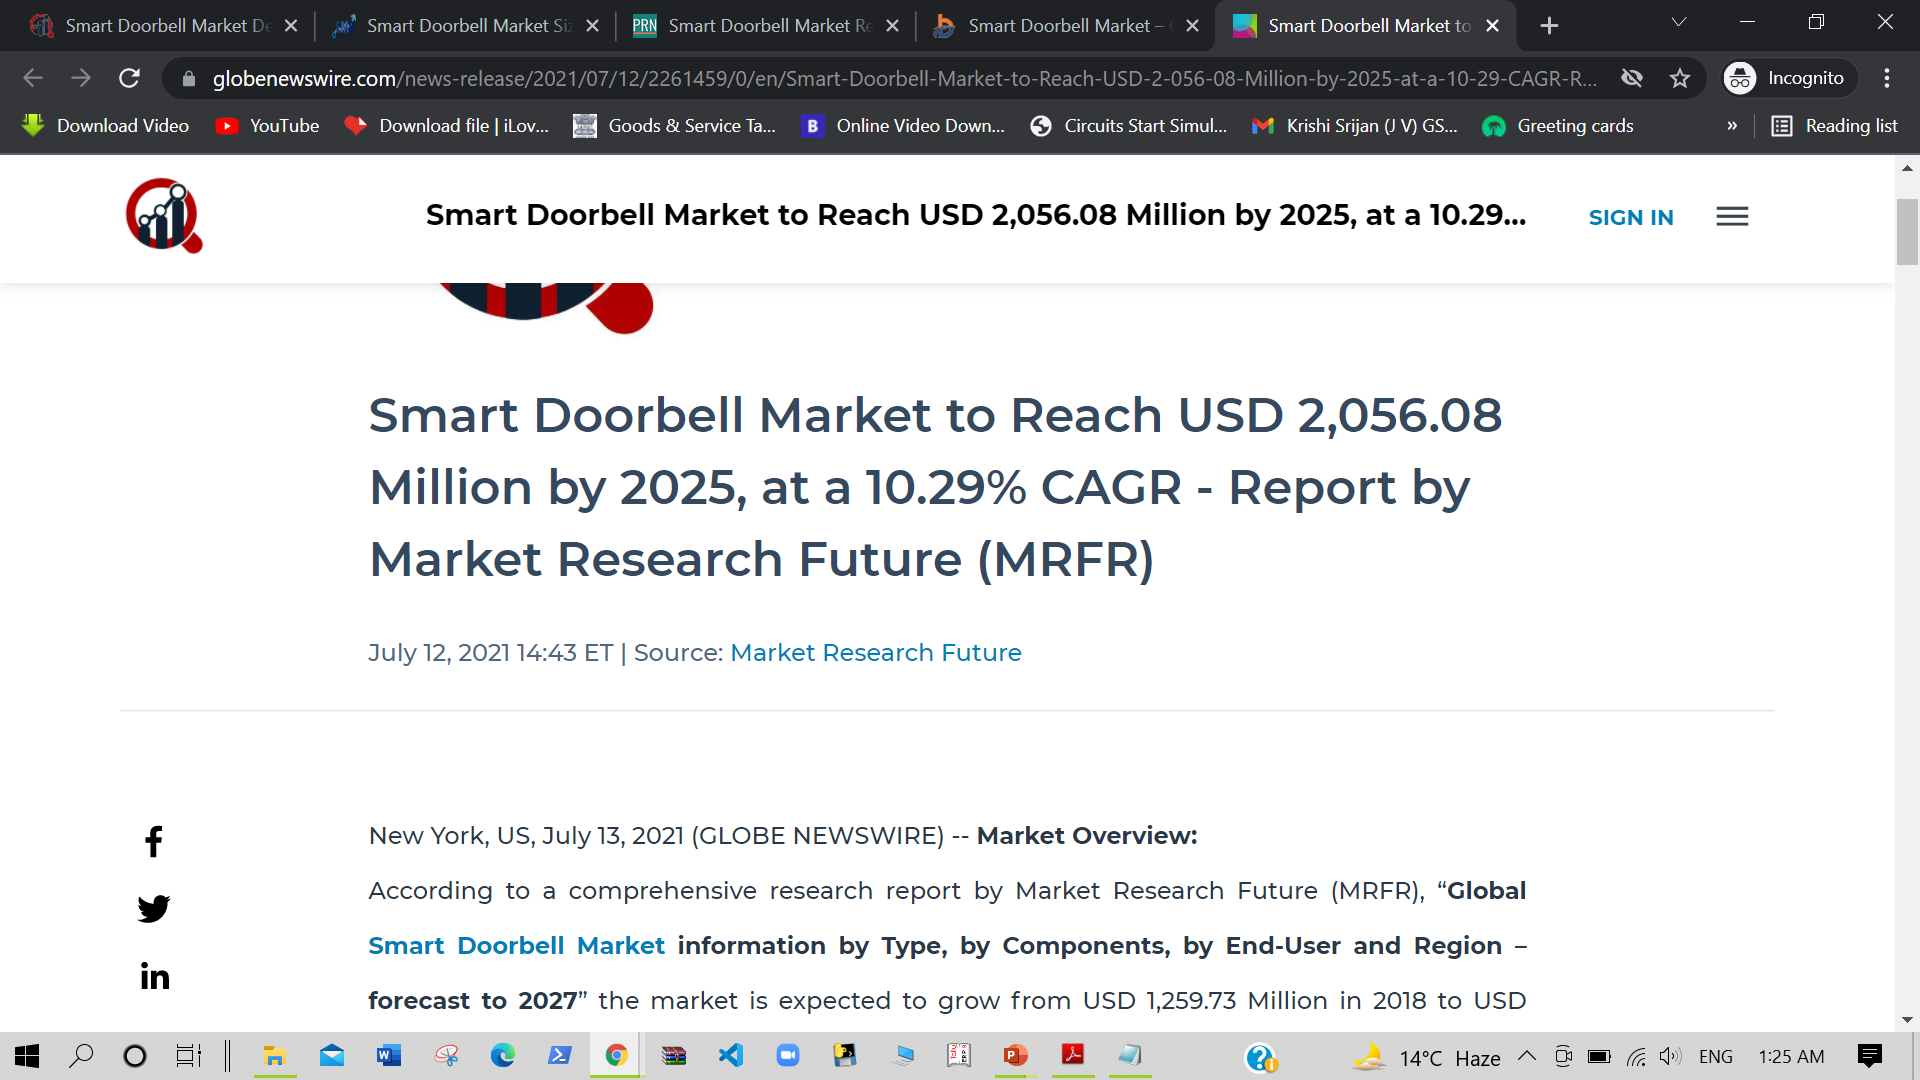 Smart Doorbell Market De
Smart Doorbell Market Siz
PRN Smart Doorbell Market Re
Smart Doorbell Market –
Smart Doorbell Market to
globenewswire.com/news-release/2021/07/12/2261459/0/en/Smart-Doorbell-Market-to-Reach-USD-2-056-08-Million-by-2025-at-a-10-29-CAGR-R...
Incognito
Download Video
YouTube
Download file | iLov...
Goods & Service Ta...
B Online Video Down...
Circuits Start Simul...
Krishi Srijan (J V) GS...
Greeting cards
»
Reading list
Smart Doorbell Market to Reach USD 2,056.08 Million by 2025, at a 10.29...
SIGN IN
Smart Doorbell Market to Reach USD 2,056.08
Million by 2025, at a 10.29% CAGR - Report by
Market Research Future (MRFR)
July 12, 2021 14:43 ET | Source: Market Research Future
New York, US, July 13, 2021 (GLOBE NEWSWIRE) -- Market Overview:
According to a comprehensive research report by Market Research Future (MRFR), “Global
Smart Doorbell Market information by Type, by Components, by End-User and Region –
forecast to 2027” the market is expected to grow from USD 1,259.73 Million in 2018 to USD
14°C Haze
ENG
1:25 AM